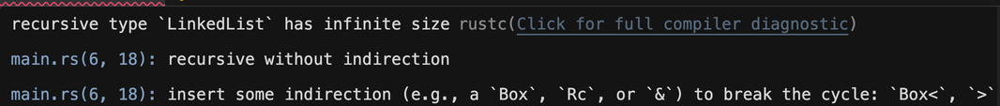 recursive type `LinkedList` has infinite size rustc(Click for full compiler diagnostic)
main.rs(6, 18): recursive without indirection
main.rs(6, 18): insert some indirection (e.g., a `Box`, `Rc`, or `&`) to break the cycle: `Box<`, `>`